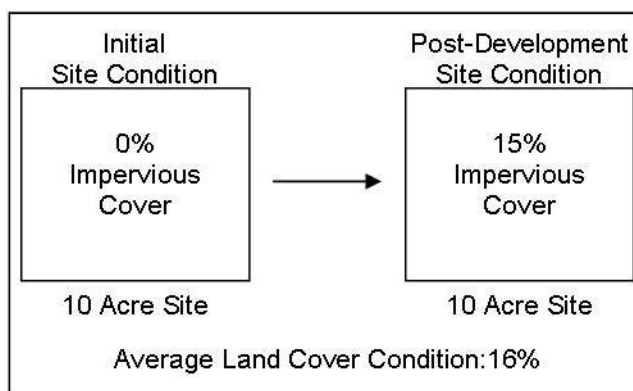 Initial
Site Condition
0%
Impervious
Cover
10 Acre Site
Post-Development
Site Condition
15%
Impervious
Cover
10 Acre Site
Average Land Cover Condition:16%